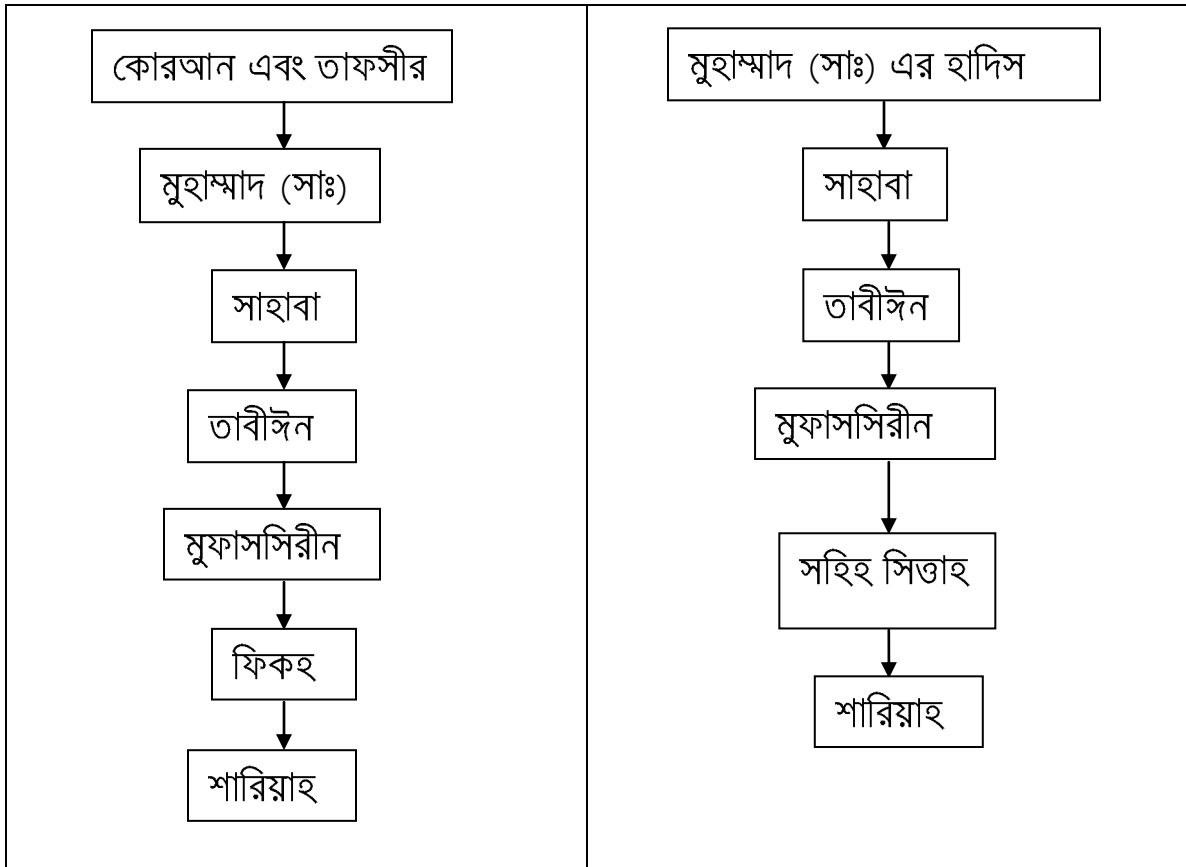 কোরআন এবং তাফসীর
মুহাম্মাদ (সাঃ)
সাহাবা
তাবীঈন
মুফাসসিরীন
ফিকহ
শারিয়াহ
মুহাম্মাদ (সাঃ) এর হাদিস
সাহাবা
তাবীঈন
মুফাসসিরীন
সহিহ সিত্তাহ
শারিয়াহ